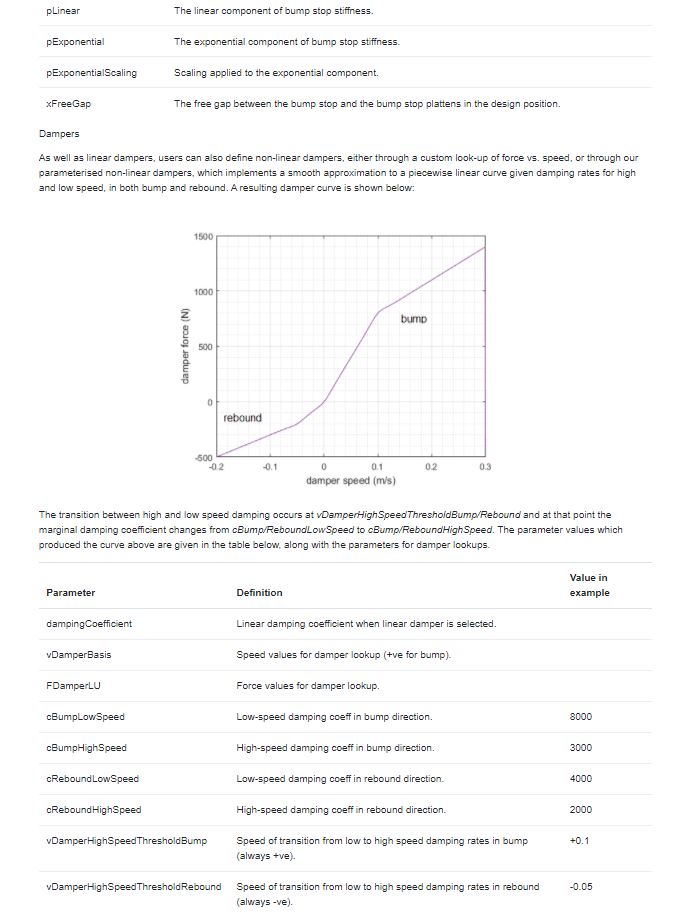 pLinear The linear component of bump stop stiffness.
pExponential The exponential component of bump stop stiffness.
pExponentialScaling Scaling applied to the exponential component.
xFreeGap The free gap between the bump stop and the bump stop plattens in the design position.
Dampers
As well as linear dampers, users can also define non-linear dampers, either through a custom look-up of force vs. speed, or through our
parameterised non-linear dampers, which implements a smooth approximation to a piecewise linear curve given damping rates for high
and low speed, in both bump and rebound. A resulting damper curve is shown below:
1500
1000
500
0
-500
damper force (N)
bump
rebound
-0.2 -0.1 0 0.1 0.2 0.3
damper speed (m/s)
The transition between high and low speed damping occurs at vDamperHighSpeedThresholdBump/Rebound and at that point the
marginal damping coefficient changes from cBump/ReboundLowSpeed to cBump/ReboundHighSpeed. The parameter values which
produced the curve above are given in the table below, along with the parameters for damper lookups.
Value in
Parameter Definition example
dampingCoefficient Linear damping coefficient when linear damper is selected.
vDamperBasis Speed values for damper lookup (+ve for bump).
FDamperLU Force values for damper lookup.
cBumpLowSpeed Low-speed damping coeff in bump direction. 8000
cBumpHighSpeed High-speed damping coeff in bump direction. 3000
cReboundLowSpeed Low-speed damping coeff in rebound direction. 4000
cReboundHighSpeed High-speed damping coeff in rebound direction. 2000
vDamperHighSpeedThresholdBump Speed of transition from low to high speed damping rates in bump +0.1
(always +ve).
vDamperHighSpeedThresholdRebound Speed of transition from low to high speed damping rates in rebound -0.05
(always -ve).